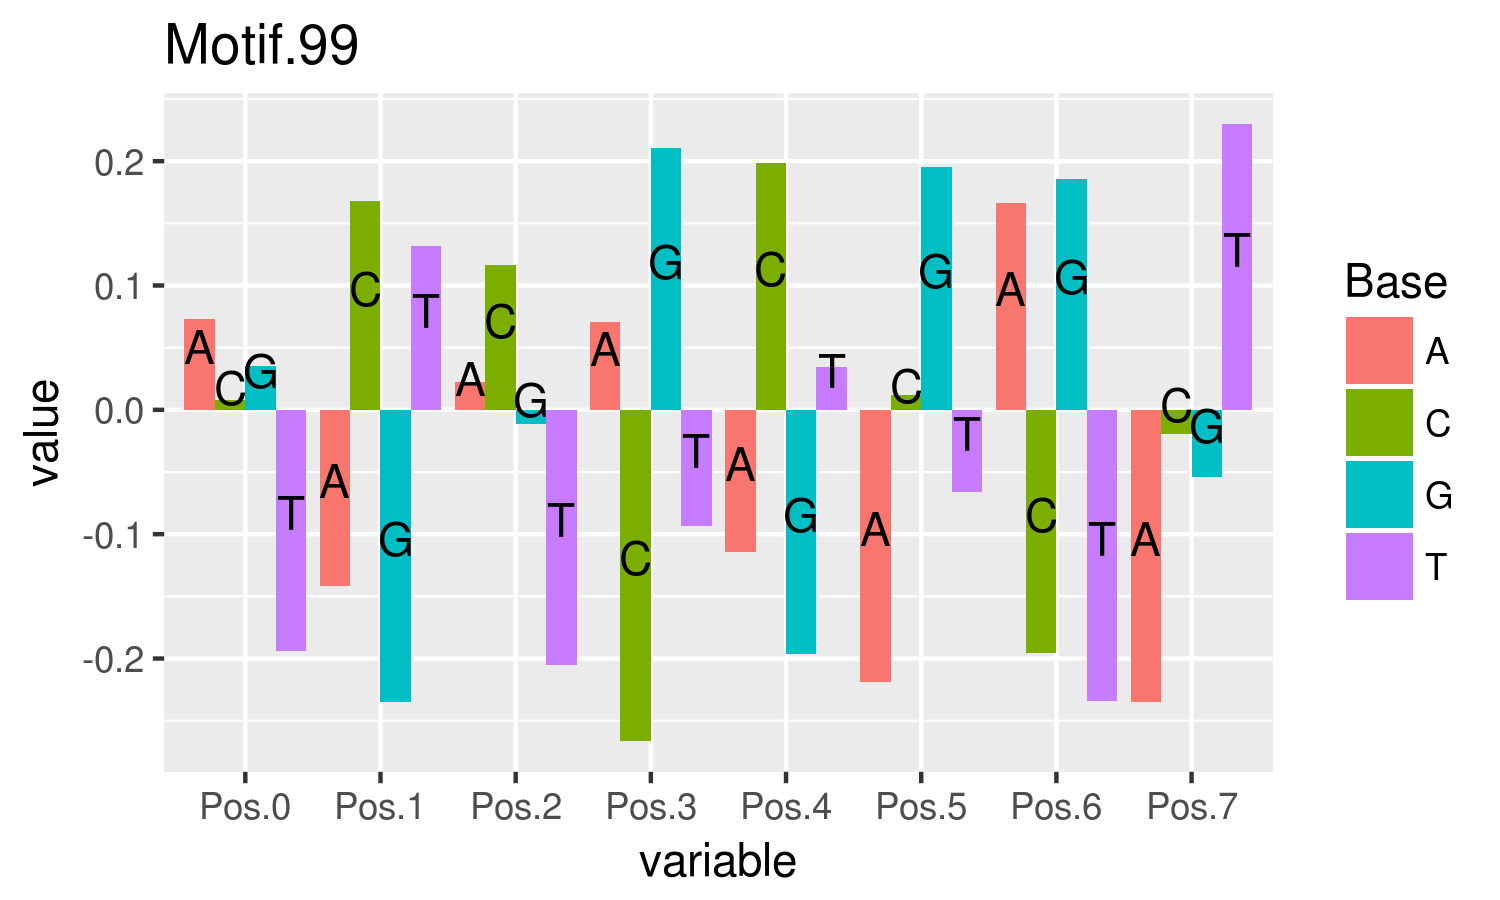 Motif.99
value
0.2
0.1
0.0
-0.1
-0.2
A C G T
A C G T
A C G T
A C G T
A C G T
A C G T
A C G T
A C G T
Pos.0 Pos.1 Pos.2 Pos.3 Pos.4 Pos.5 Pos.6 Pos.7
variable
Base
A
C
G
T